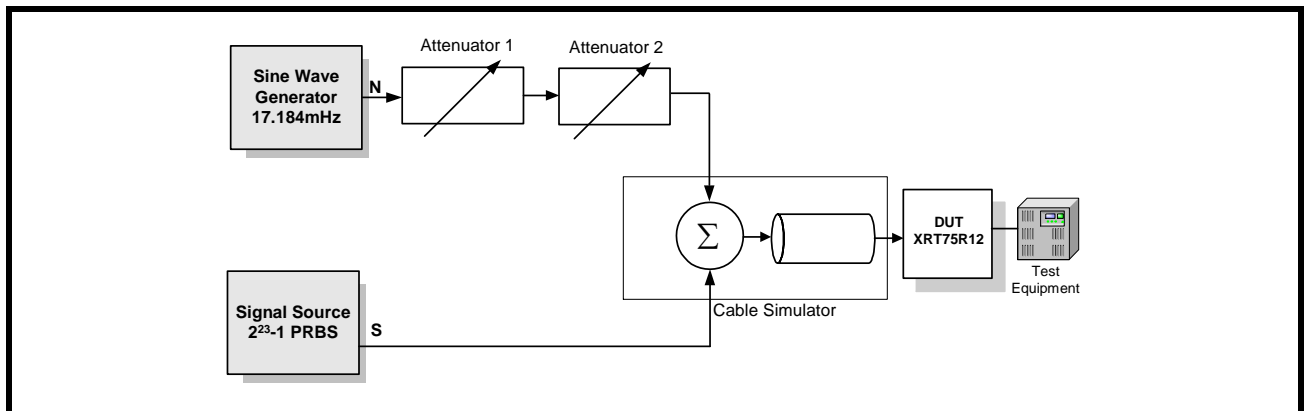 Sine Wave
Generator
17.184mHz
N
Attenuator 1
Attenuator 2
Σ
DUT
XRT75R12
Test
Equipment
Cable Simulator
Signal Source
2²³-1 PRBS
S